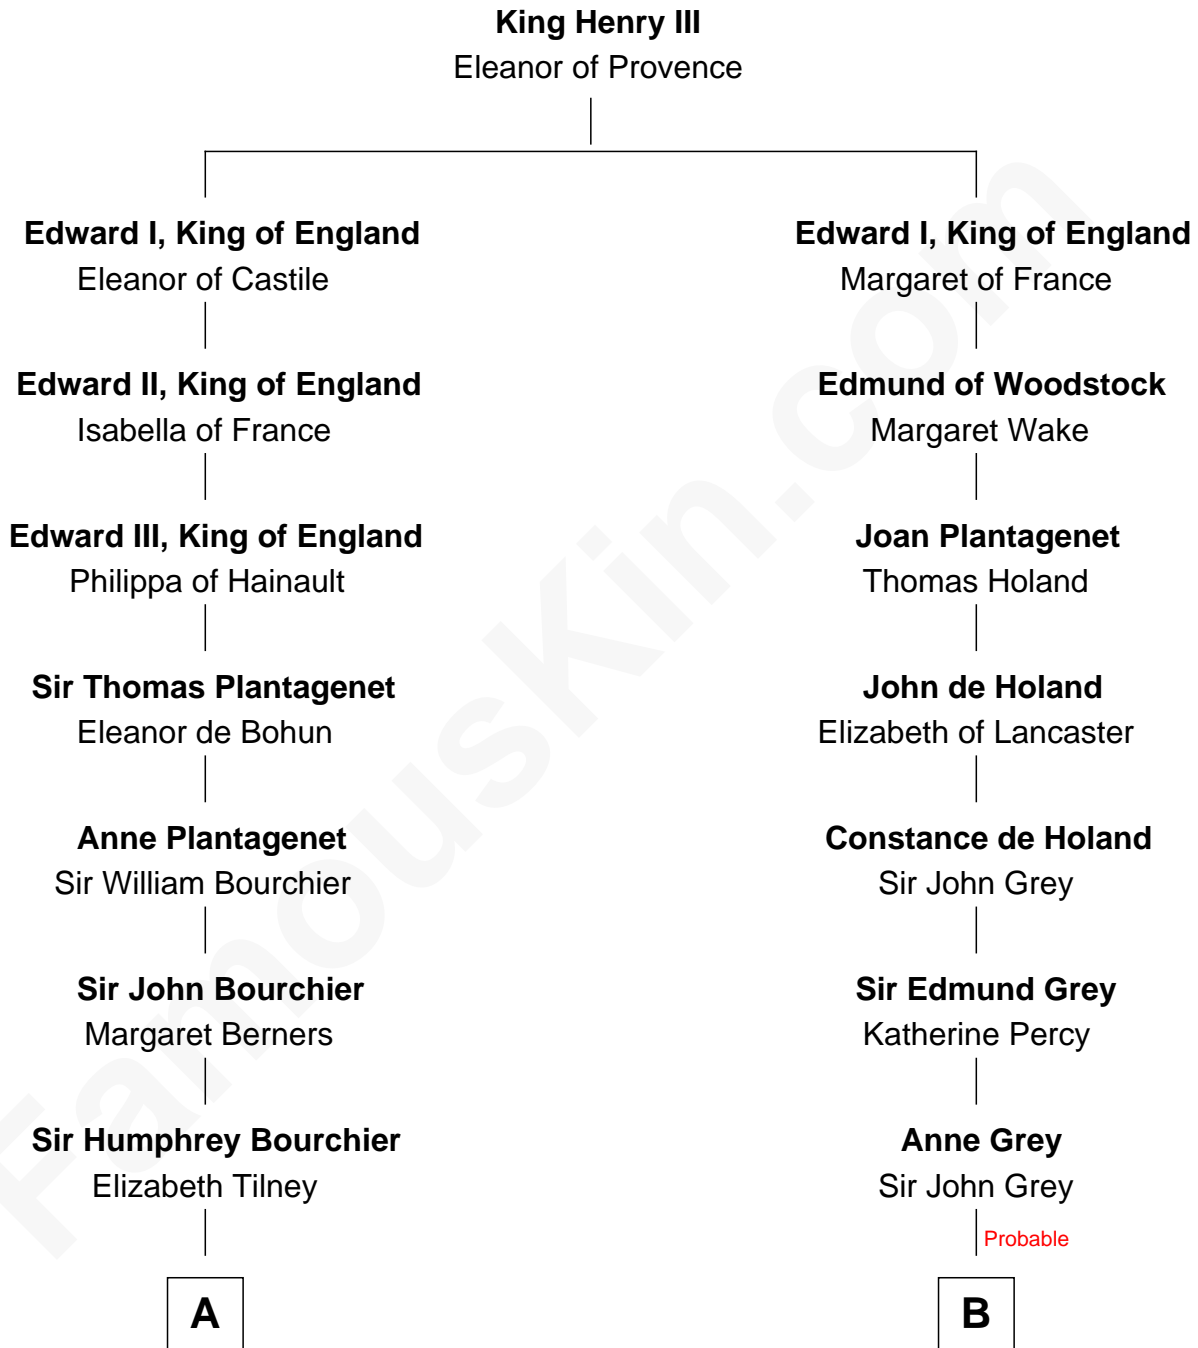 King Henry III
Eleanor of Provence
Edward I, King of England
Eleanor of Castile
Edward II, King of England
Isabella of France
Edward III, King of England
Philippa of Hainault
Sir Thomas Plantagenet
Eleanor de Bohun
Anne Plantagenet
Sir William Bourchier
Sir John Bourchier
Margaret Berners
Sir Humphrey Bourchier
Elizabeth Tilney
A
Edward I, King of England
Margaret of France
Edmund of Woodstock
Margaret Wake
Joan Plantagenet
Thomas Holand
John de Holand
Elizabeth of Lancaster
Constance de Holand
Sir John Grey
Sir Edmund Grey
Katherine Percy
Anne Grey
Sir John Grey
Probable
B
FamousKin.com